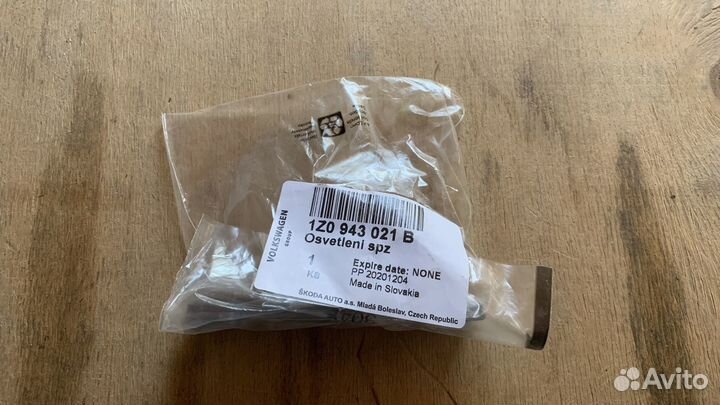 VOLKSWAGEN
GROUP
1Z0 943 021 B
Osvetleni spz
1
Ks
Expire date: NONE
PP 20201204
Made in Slovakia
ŠKODA AUTO a.s. Mladá Boleslav, Czech Republic
Avito